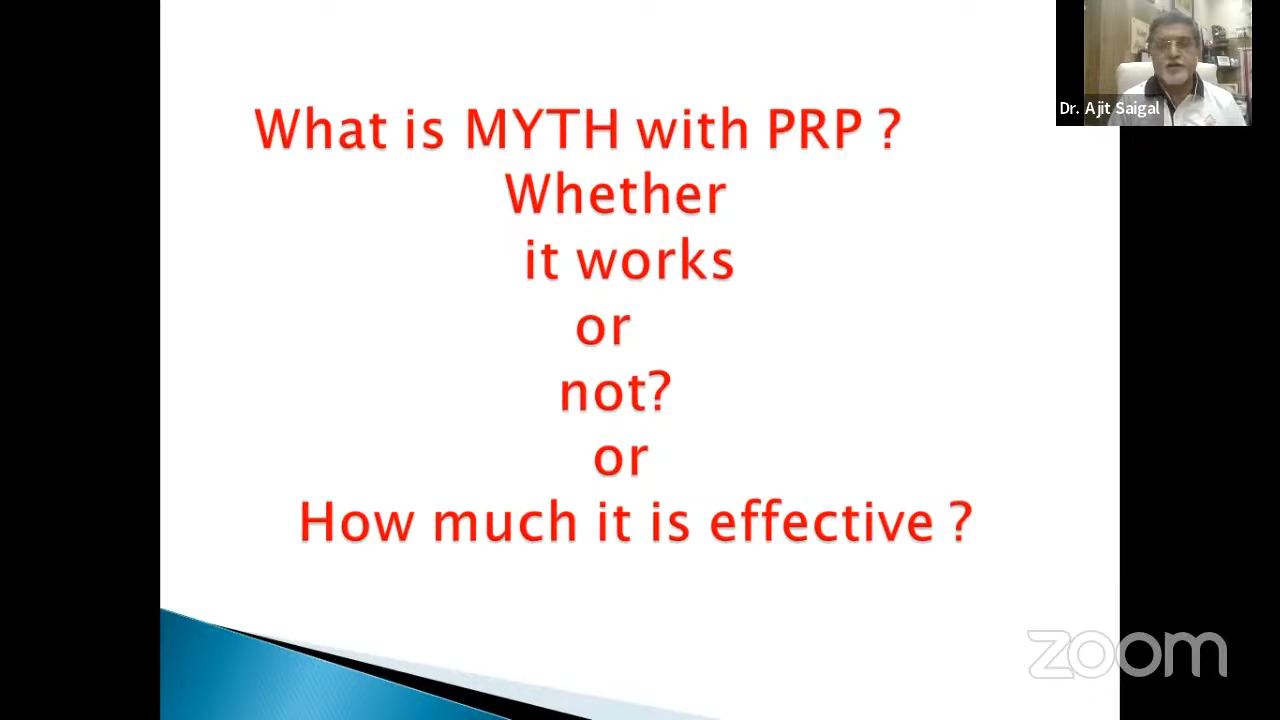 What is MYTH with PRP ?
Whether
it works
or
not?
or
How much it is effective ?
Dr. Ajit Saigal
zoom